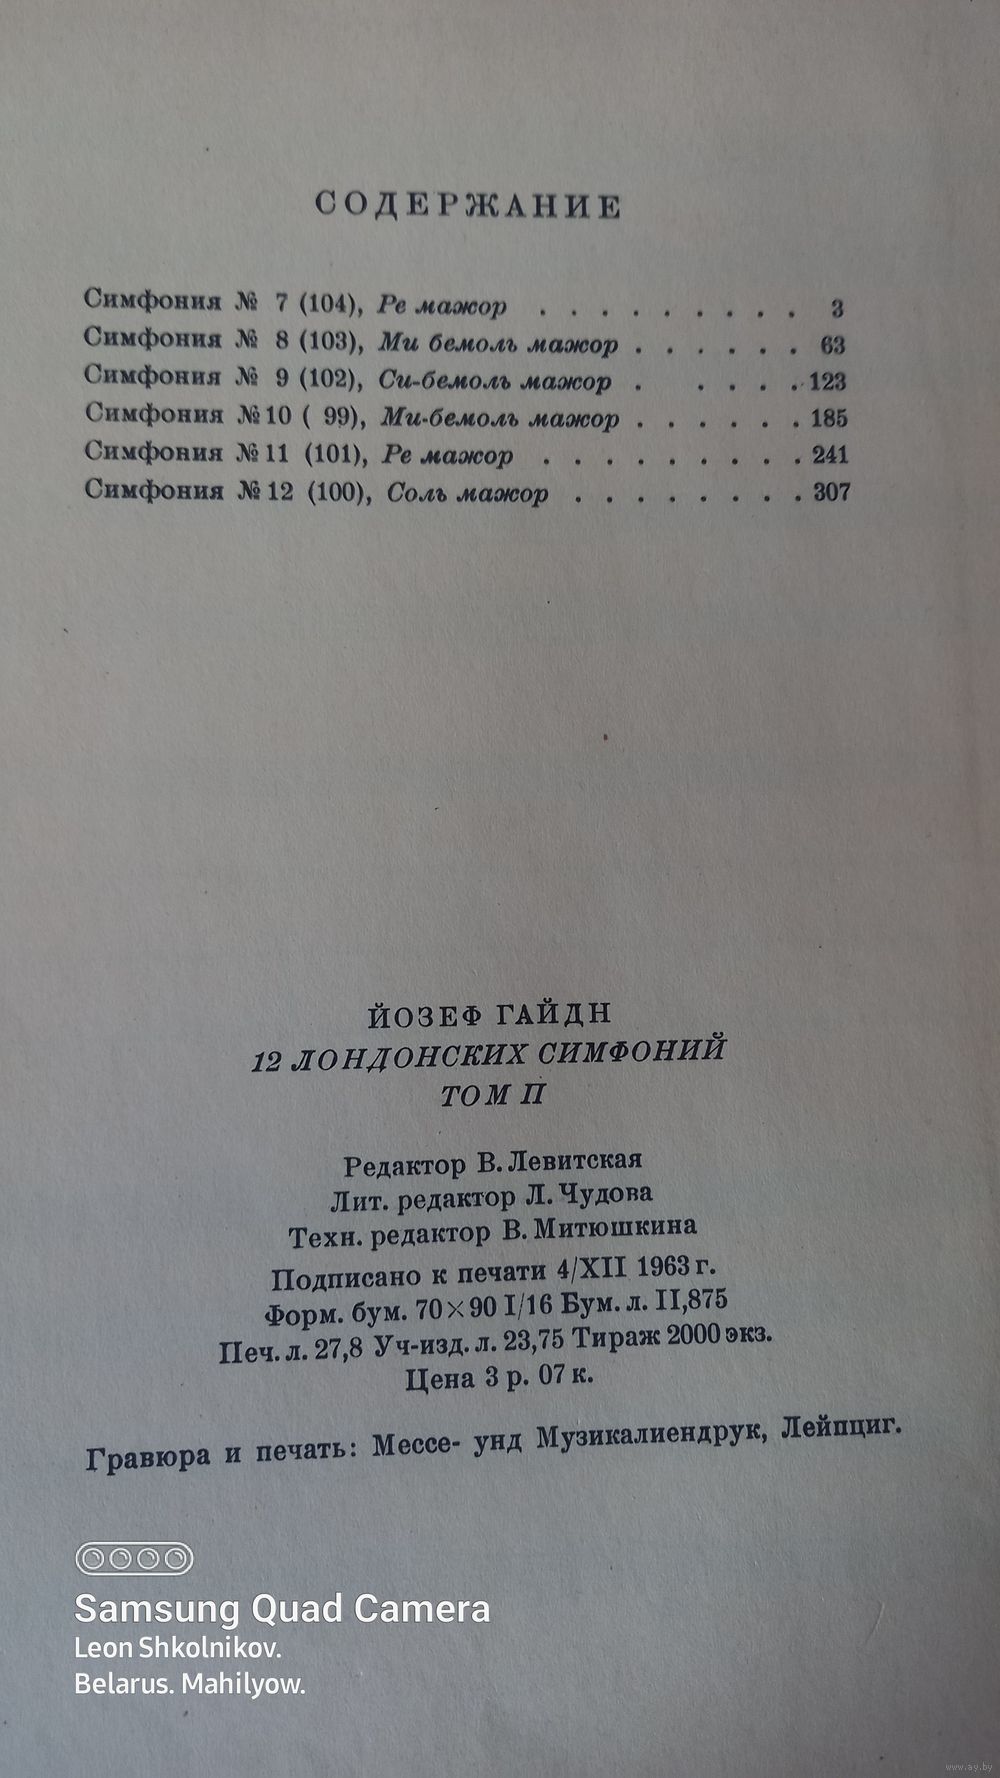 СОДЕРЖАНИЕ
Симфония № 7 (104), Ре мажор . . . . . . . . . 3
Симфония № 8 (103), Ми бемоль мажор . . . . . . 63
Симфония № 9 (102), Си-бемоль мажор . . . . . 123
Симфония №10 ( 99), Ми-бемоль мажор . . . . . . 185
Симфония №11 (101), Ре мажор . . . . . . . . . 241
Симфония №12 (100), Соль мажор . . . . . . . . 307
ЙОЗЕФ ГАЙДН
12 ЛОНДОНСКИХ СИМФОНИЙ
ТОМ II
Редактор В. Левитская
Лит. редактор Л. Чудова
Техн. редактор В. Митюшкина
Подписано к печати 4/XII 1963 г.
Форм. бум. 70×90 I/16 Бум. л. II,875
Печ. л. 27,8 Уч-изд. л. 23,75 Тираж 2000 экз.
Цена 3 р. 07 к.
Гравюра и печать: Мессе- унд Музикалиендрук, Лейпциг.
Samsung Quad Camera
Leon Shkolnikov.
Belarus. Mahilyow.
www.ay.by